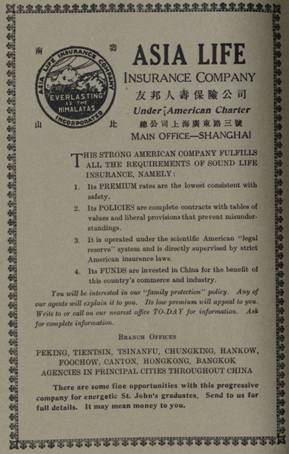 壽比
南山
ASIA LIFE INSURANCE COMPANY
EVERLASTING
AS THE
HIMALAYAS
INCORPORATED
ASIA LIFE
INSURANCE COMPANY
友邦人壽保險公司
Under American Charter
總公司上海廣東路三號
MAIN OFFICE—SHANGHAI
THIS STRONG AMERICAN COMPANY FULFILLS
ALL THE REQUIREMENTS OF SOUND LIFE
INSURANCE, NAMELY:
1. Its PREMIUM rates are the lowest consistent with
safety.
2. Its POLICIES are complete contracts with tables of
values and liberal provisions that prevent misunder-
standings.
3. It is operated under the scientific American "legal
reserve" system and is directly supervised by strict
American insurance laws.
4. Its FUNDS are invested in China for the benefit of
this country's commerce and industry.
You will be interested in our "family protection" policy. Any of
our agents will explain it to you. Its low premium will appeal to you.
Write to or call on our nearest office TO-DAY for information. Ask
for complete information.
BRANCH OFFICES
PEKING, TIENTSIN, TSINANFU, CHUNGKING, HANKOW,
FOOCHOW, CANTON, HONGKONG, BANGKOK
AGENCIES IN PRINCIPAL CITIES THROUGHOUT CHINA
There are some fine opportunities with this progressive
company for energetic St. John's graduates. Send to us for
full details. It may mean money to you.